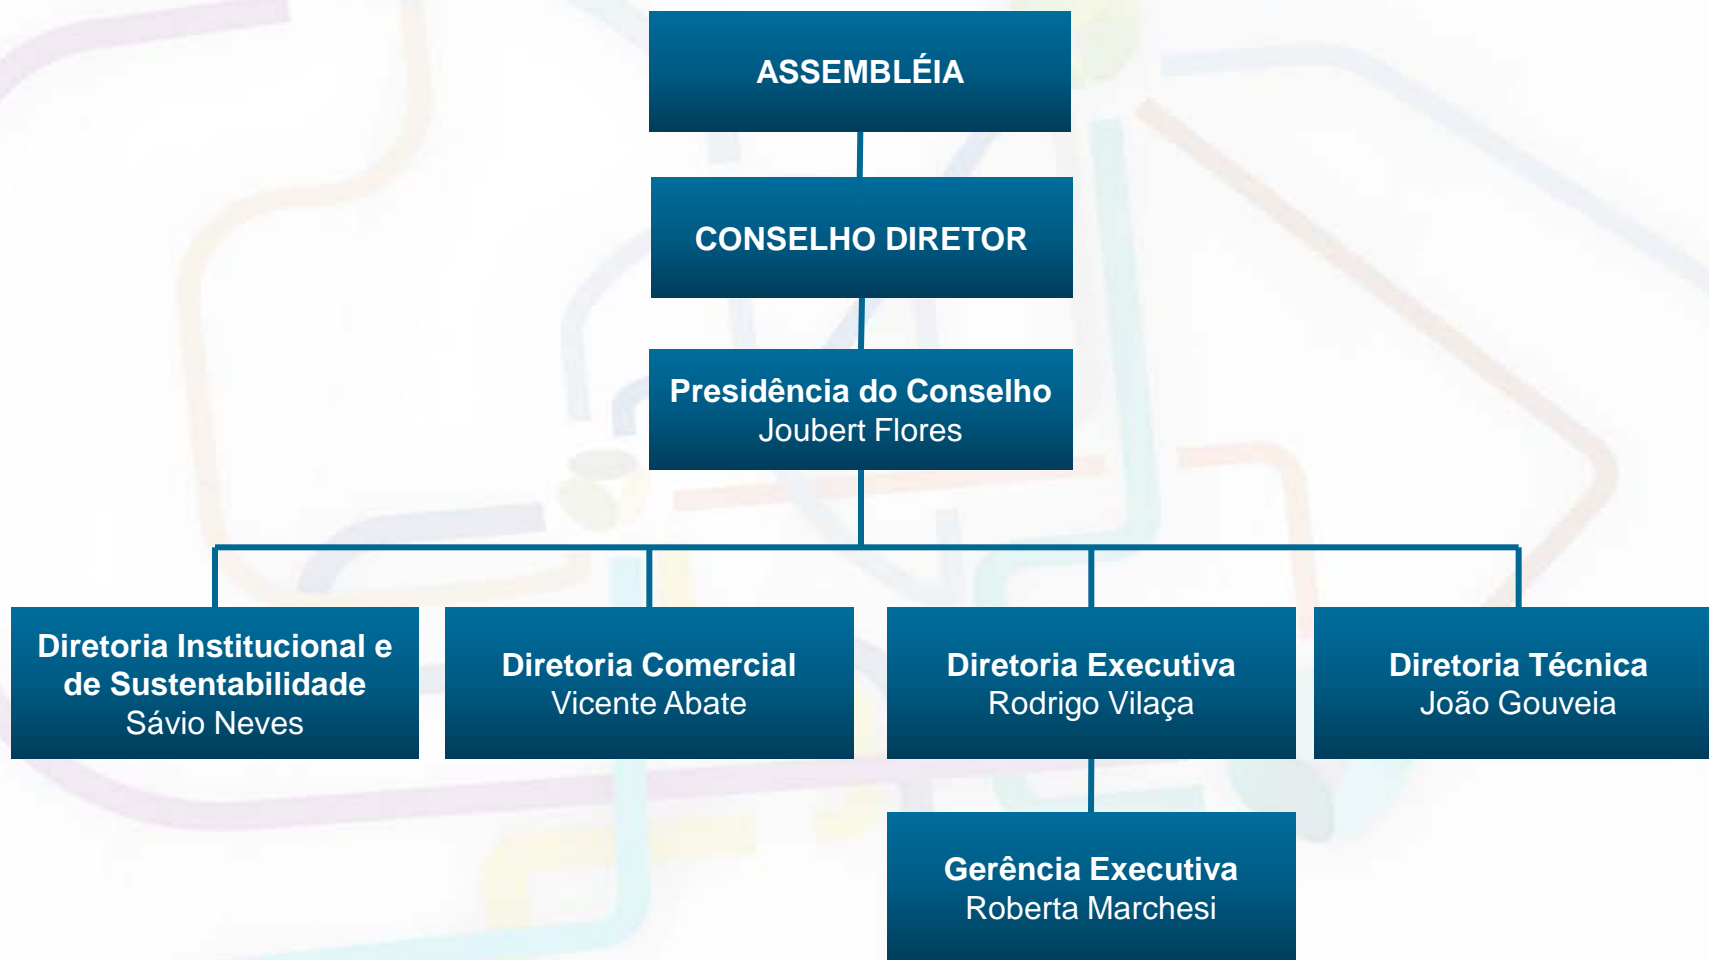 ASSEMBLÉIA
CONSELHO DIRETOR
Presidência do Conselho
Joubert Flores
Diretoria Institucional e
de Sustentabilidade
Sávio Neves
Diretoria Comercial
Vicente Abate
Diretoria Executiva
Rodrigo Vilaça
Diretoria Técnica
João Gouveia
Gerência Executiva
Roberta Marchesi